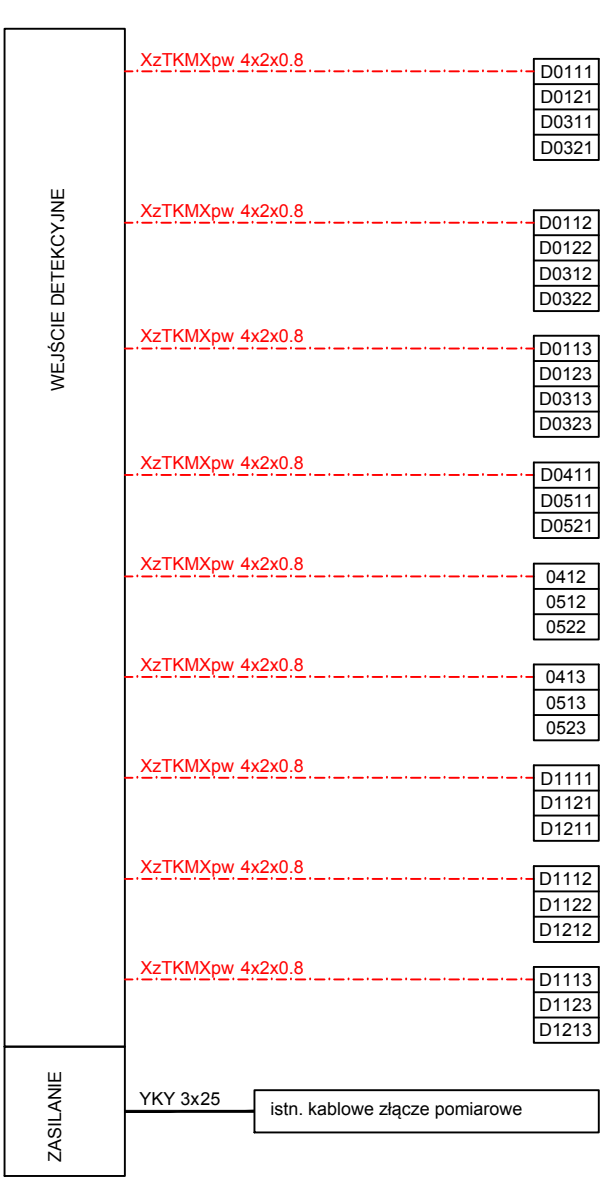 WEJŚCIE DETEKCYJNE
XzTKMXpw 4x2x0.8
D0111
D0121
D0311
D0321
XzTKMXpw 4x2x0.8
D0112
D0122
D0312
D0322
XzTKMXpw 4x2x0.8
D0113
D0123
D0313
D0323
XzTKMXpw 4x2x0.8
D0411
D0511
D0521
XzTKMXpw 4x2x0.8
0412
0512
0522
XzTKMXpw 4x2x0.8
0413
0513
0523
XzTKMXpw 4x2x0.8
D1111
D1121
D1211
XzTKMXpw 4x2x0.8
D1112
D1122
D1212
XzTKMXpw 4x2x0.8
D1113
D1123
D1213
ZASILANIE
YKY 3x25
istn. kablowe złącze pomiarowe